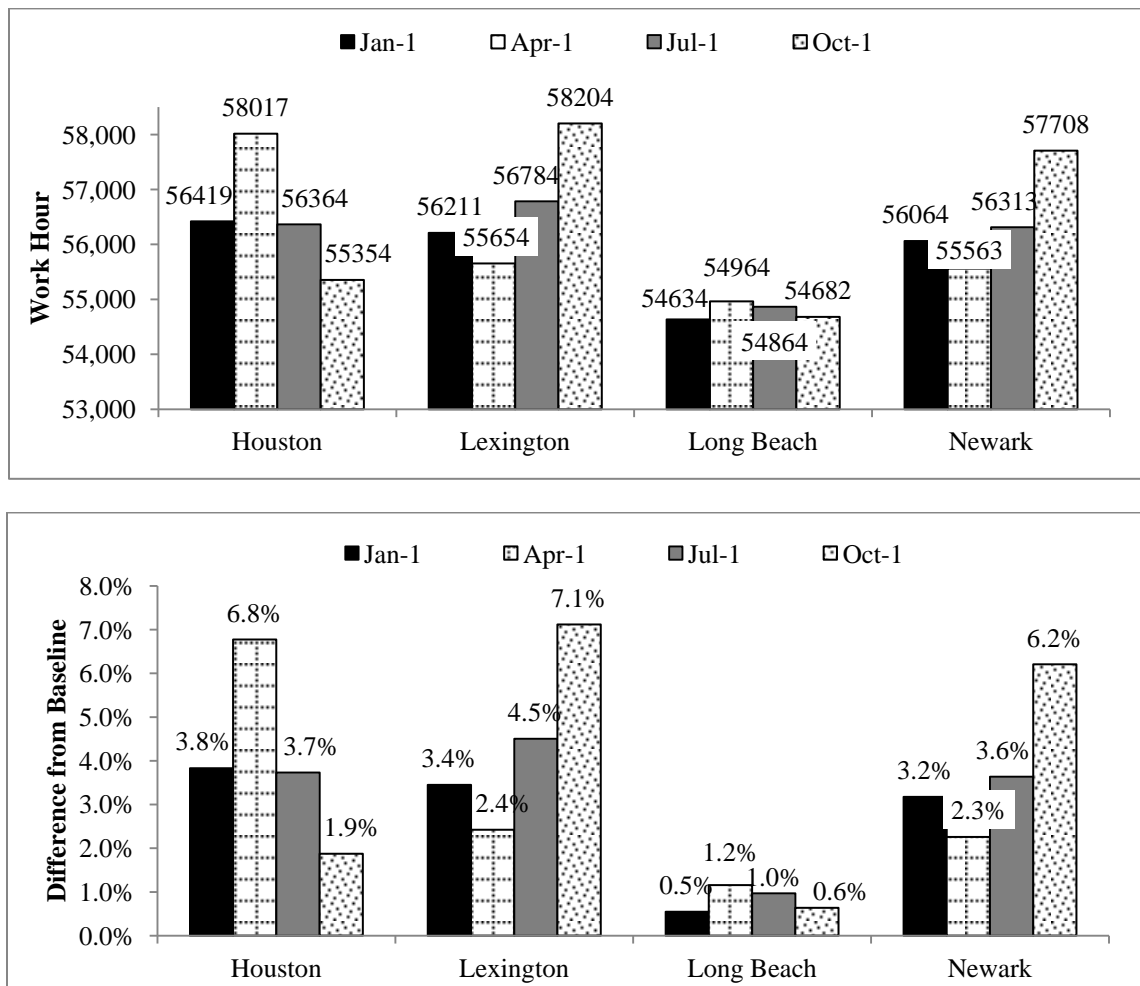 Jan-1 Apr-1 Jul-1 Oct-1
Work Hour
58,000
57,000
56,000
55,000
54,000
53,000
56419 58017 56364 55354
56211 55654 56784 58204
54634 54964 54864 54682
56064 55563 56313 57708
Houston Lexington Long Beach Newark
Jan-1 Apr-1 Jul-1 Oct-1
Difference from Baseline
8.0%
7.0%
6.0%
5.0%
4.0%
3.0%
2.0%
1.0%
0.0%
3.8% 6.8% 3.7% 1.9%
3.4% 2.4% 4.5% 7.1%
0.5% 1.2% 1.0% 0.6%
3.2% 2.3% 3.6% 6.2%
Houston Lexington Long Beach Newark